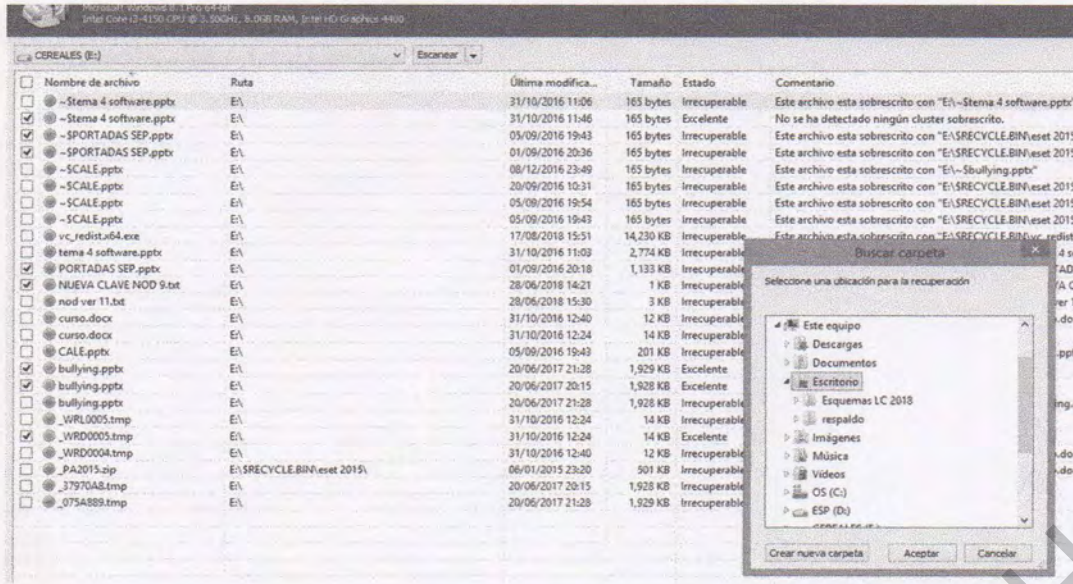 Microsoft Windows 8.1 Pro 64-bit
Intel Core i3-4150 CPU @ 3.50GHz, 8.0GB RAM, Intel HD Graphics 4400
CEREALES (E:) Escanear
Nombre de archivo Ruta Última modifica... Tamaño Estado Comentario
~$tema 4 software.pptx E:\ 31/10/2016 11:06 165 bytes Irrecuperable Este archivo esta sobrescrito con "E:\~$tema 4 software.pptx"
~$tema 4 software.pptx E:\ 31/10/2016 11:46 165 bytes Excelente No se ha detectado ningún cluster sobrescrito.
~$PORTADAS SEP.pptx E:\ 05/09/2016 19:43 165 bytes Irrecuperable Este archivo esta sobrescrito con "E:\$RECYCLE.BIN\eset 2015
~$PORTADAS SEP.pptx E:\ 01/09/2016 20:36 165 bytes Irrecuperable Este archivo esta sobrescrito con "E:\$RECYCLE.BIN\eset 2015
~$CALE.pptx E:\ 08/12/2016 23:49 165 bytes Irrecuperable Este archivo esta sobrescrito con "E:\~$bullying.pptx"
~$CALE.pptx E:\ 20/09/2016 10:31 165 bytes Irrecuperable Este archivo esta sobrescrito con "E:\$RECYCLE.BIN\eset 2015
~$CALE.pptx E:\ 05/09/2016 19:54 165 bytes Irrecuperable Este archivo esta sobrescrito con "E:\$RECYCLE.BIN\eset 2015
~$CALE.pptx E:\ 05/09/2016 19:43 165 bytes Irrecuperable Este archivo esta sobrescrito con "E:\$RECYCLE.BIN\eset 2015
vc_redist.x64.exe E:\ 17/08/2018 15:51 14,230 KB Irrecuperable Este archivo esta sobrescrito con "E:\$RECYCLE.BIN\vc_redist
tema 4 software.pptx E:\ 31/10/2016 11:03 2,774 KB Irrecuperable
PORTADAS SEP.pptx E:\ 01/09/2016 20:18 1,133 KB Irrecuperable
NUEVA CLAVE NOD 9.txt E:\ 28/06/2018 14:21 1 KB Irrecuperable
nod ver 11.txt E:\ 28/06/2018 15:30 3 KB Irrecuperable
curso.docx E:\ 31/10/2016 12:40 12 KB Irrecuperable
curso.docx E:\ 31/10/2016 12:24 14 KB Irrecuperable
CALE.pptx E:\ 05/09/2016 19:43 201 KB Irrecuperable
bullying.pptx E:\ 20/06/2017 21:28 1,929 KB Excelente
bullying.pptx E:\ 20/06/2017 20:15 1,928 KB Excelente
bullying.pptx E:\ 20/06/2017 21:28 1,928 KB Irrecuperable
_WRL0005.tmp E:\ 31/10/2016 12:24 14 KB Irrecuperable
_WRD0005.tmp E:\ 31/10/2016 12:24 14 KB Excelente
_WRD0004.tmp E:\ 31/10/2016 12:40 12 KB Irrecuperable
_PA2015.zip E:\$RECYCLE.BIN\eset 2015\ 06/01/2015 23:20 501 KB Irrecuperable
_37970A8.tmp E:\ 20/06/2017 20:15 1,928 KB Irrecuperable
_075A889.tmp E:\ 20/06/2017 21:28 1,929 KB Irrecuperable
Buscar carpeta
Seleccione una ubicación para la recuperación
Este equipo
Descargas
Documentos
Escritorio
Esquemas LC 2018
respaldo
Imágenes
Música
Vídeos
OS (C:)
ESP (D:)
Crear nueva carpeta Aceptar Cancelar